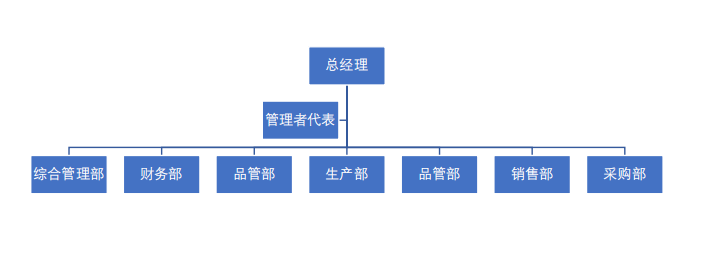 总经理
管理者代表
综合管理部
财务部
品管部
生产部
品管部
销售部
采购部